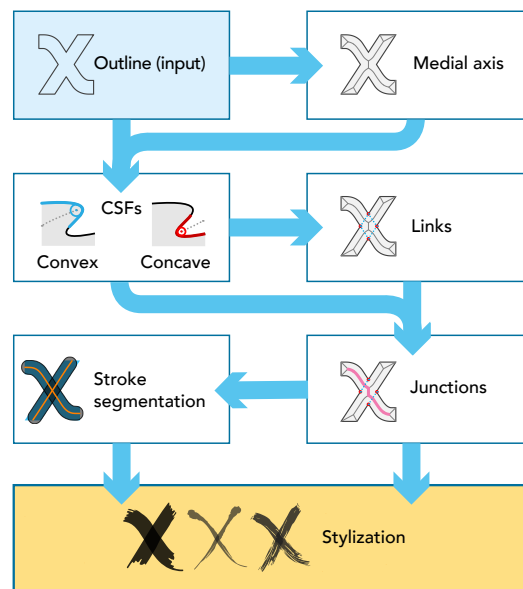 Outline (input)
Medial axis
CSFs
Convex
Concave
Links
Stroke
segmentation
Junctions
Stylization